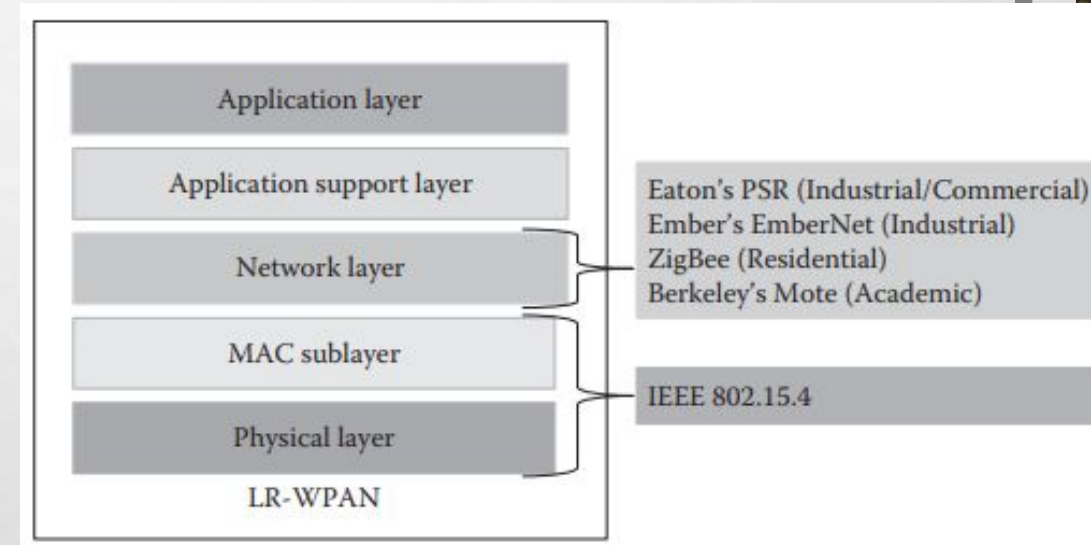 Application layer
Application support layer
Network layer
MAC sublayer
Physical layer
LR-WPAN
Eaton's PSR (Industrial/Commercial)
Ember's EmberNet (Industrial)
ZigBee (Residential)
Berkeley's Mote (Academic)
IEEE 802.15.4